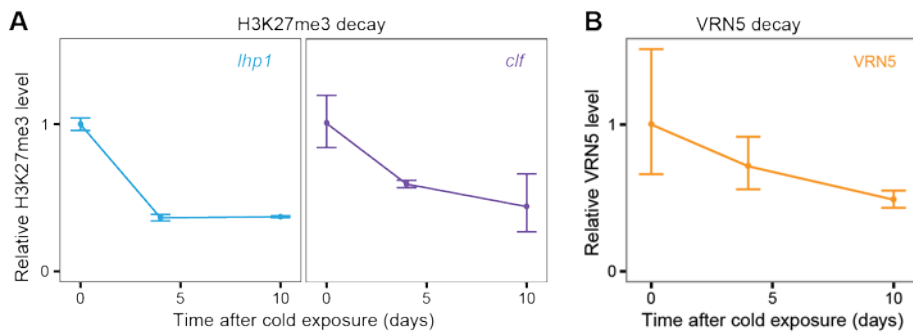 A
H3K27me3 decay
lhp1
clf
Relative H3K27me3 level
1
0
0
5
10
0
5
10
Time after cold exposure (days)
B
VRN5 decay
VRN5
Relative VRN5 level
1
0
0
5
10
Time after cold exposure (days)